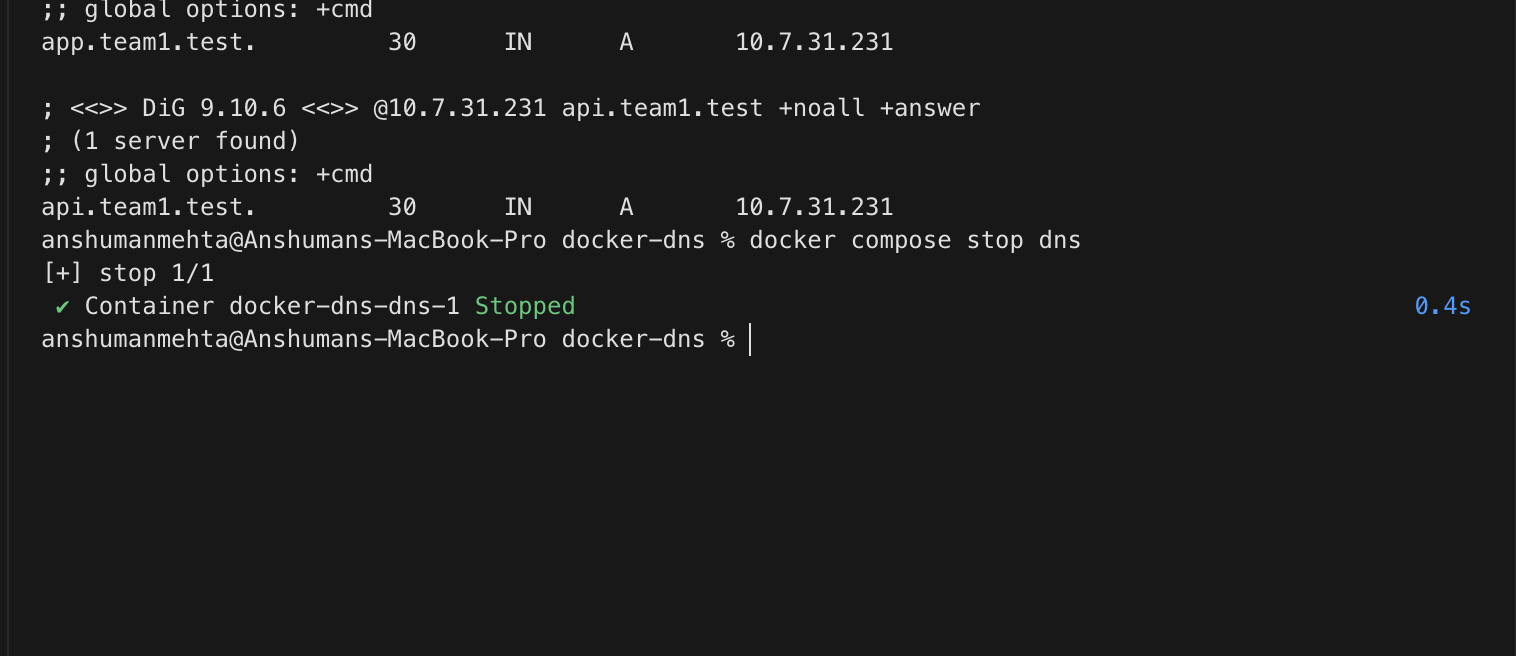 ;; global options: +cmd
app.team1.test. 30 IN A 10.7.31.231
; <<>> DiG 9.10.6 <<>> @10.7.31.231 api.team1.test +noall +answer
; (1 server found)
;; global options: +cmd
api.team1.test. 30 IN A 10.7.31.231
anshumanmehta@Anshumans-MacBook-Pro docker-dns % docker compose stop dns
[+] stop 1/1
✔ Container docker-dns-dns-1 Stopped 0.4s
anshumanmehta@Anshumans-MacBook-Pro docker-dns %